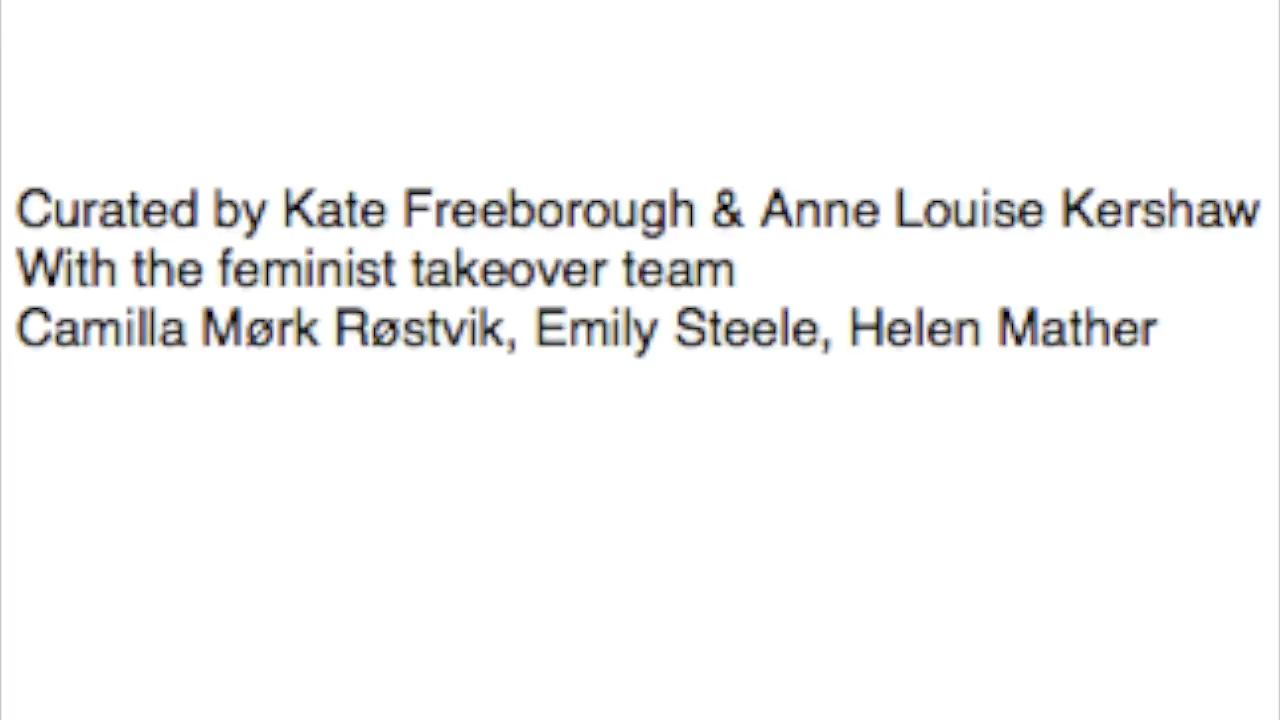 Curated by Kate Freeborough & Anne Louise Kershaw
With the feminist takeover team
Camilla Mørk Røstvik, Emily Steele, Helen Mather